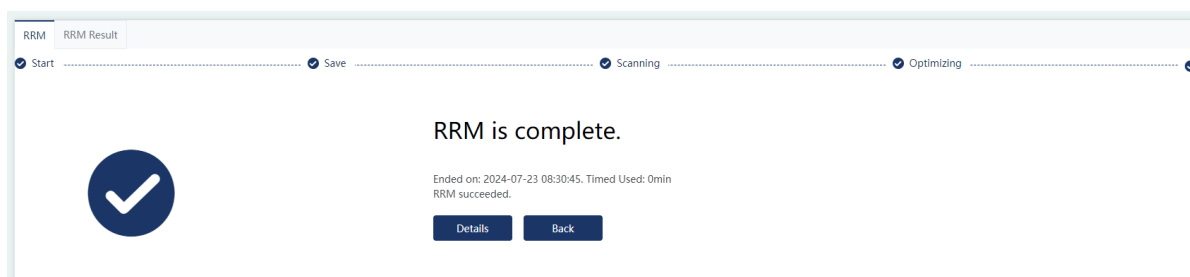 RRM RRM Result
Start Save Scanning Optimizing
RRM is complete.
Ended on: 2024-07-23 08:30:45. Timed Used: 0min
RRM succeeded.
Details Back